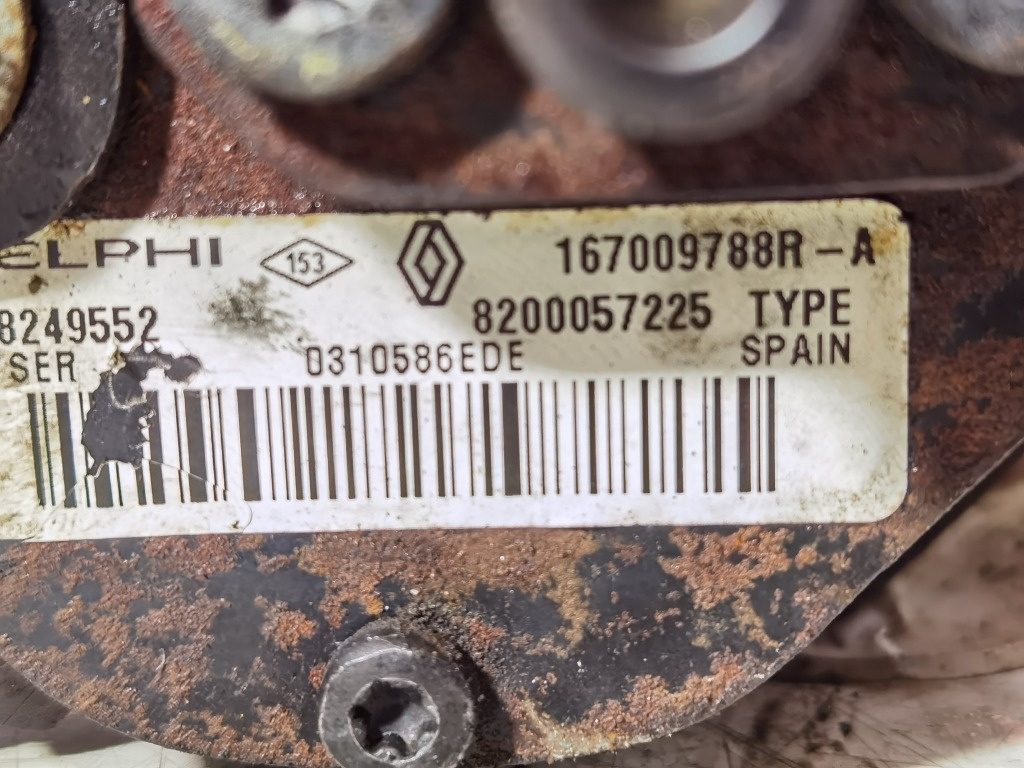 ELPHI 153 167009788R-A
8249552 8200057225 TYPE
SER 0310586EDE SPAIN